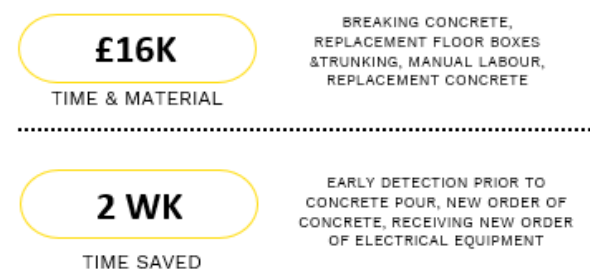 £16K
TIME & MATERIAL
BREAKING CONCRETE,
REPLACEMENT FLOOR BOXES
&TRUNKING, MANUAL LABOUR,
REPLACEMENT CONCRETE
2 WK
TIME SAVED
EARLY DETECTION PRIOR TO
CONCRETE POUR, NEW ORDER OF
CONCRETE, RECEIVING NEW ORDER
OF ELECTRICAL EQUIPMENT